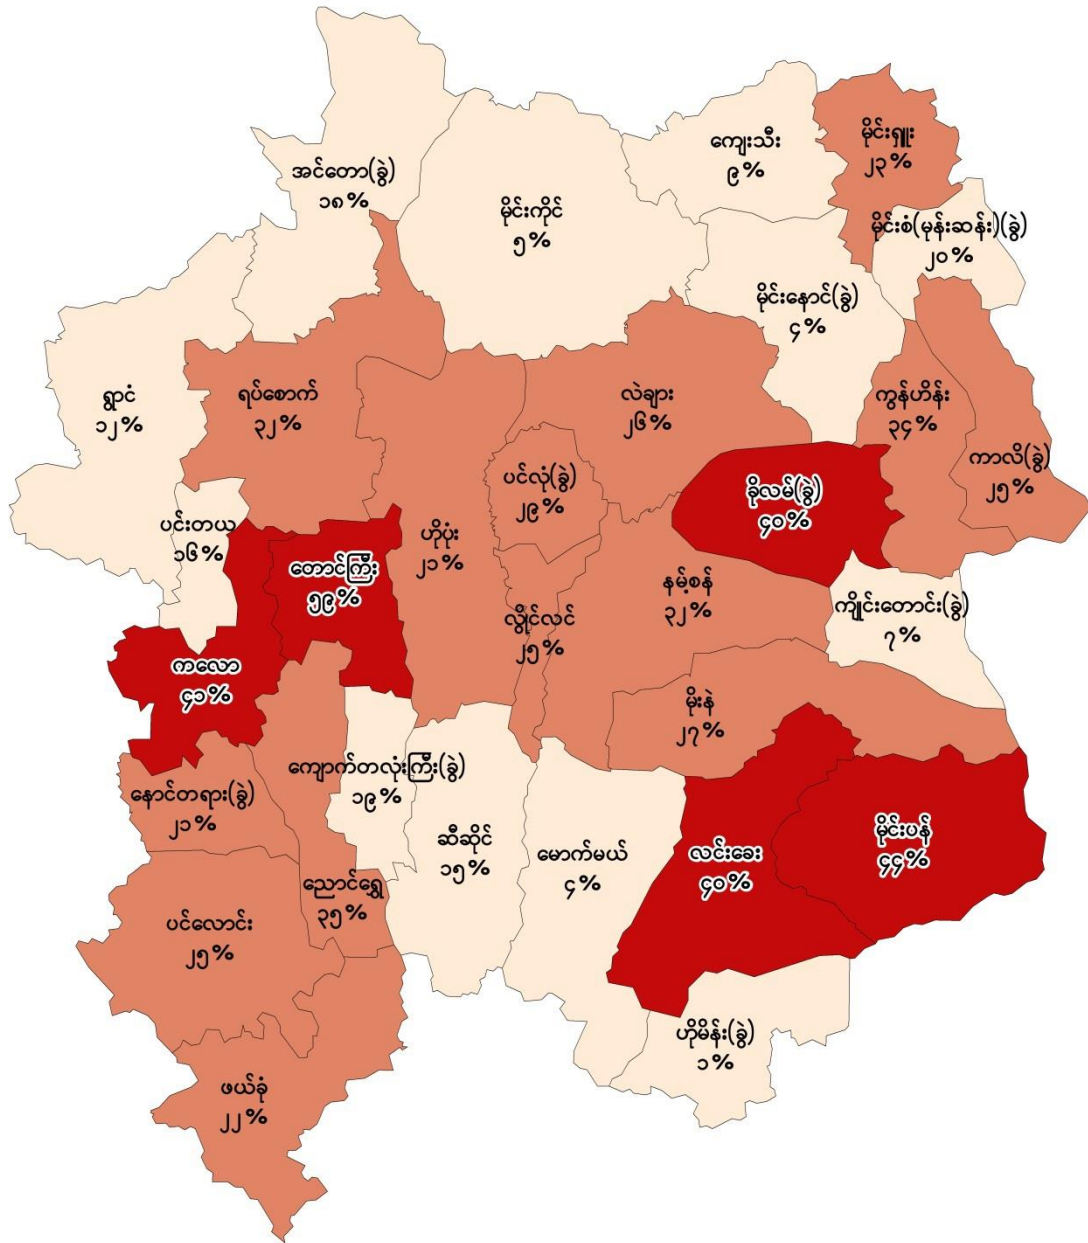 မိုင်းရှူး
၂၃%
ကျေးသီး
၉%
အင်တော(ခွဲ)
၁၈%
မိုင်းကိုင်
၅%
မိုင်းစံ(မုန်းဆန်း)(ခွဲ)
၂၀%
မိုင်းနောင်(ခွဲ)
၄%
ရွာငံ
၁၂%
ရပ်စောက်
၃၂%
လဲချား
၂၆%
ကွန်ဟိန်း
၃၄%
ကာလိ(ခွဲ)
၂၅%
ပင်လုံ(ခွဲ)
၂၉%
ခိုလမ်(ခွဲ)
၄၀%
ပင်းတယ
၁၆%
ဟိုပုံး
၂၁%
တောင်ကြီး
၅၉%
နမ့်စန်
၃၂%
ကျိုင်းတောင်း(ခွဲ)
၇%
လွိုင်လင်
၂၅%
ကလော
၄၁%
မိုးနဲ
၂၇%
ကျောက်တလုံးကြီး(ခွဲ)
၁၉%
နောင်တရား(ခွဲ)
၂၁%
ဆီဆိုင်
၁၅%
မောက်မယ်
၄%
လင်းခေး
၄၀%
မိုင်းပန်
၄၄%
ညောင်ရွှေ
၃၅%
ပင်လောင်း
၂၅%
ဟိုမိန်း(ခွဲ)
၁%
ဖယ်ခုံ
၂၂%